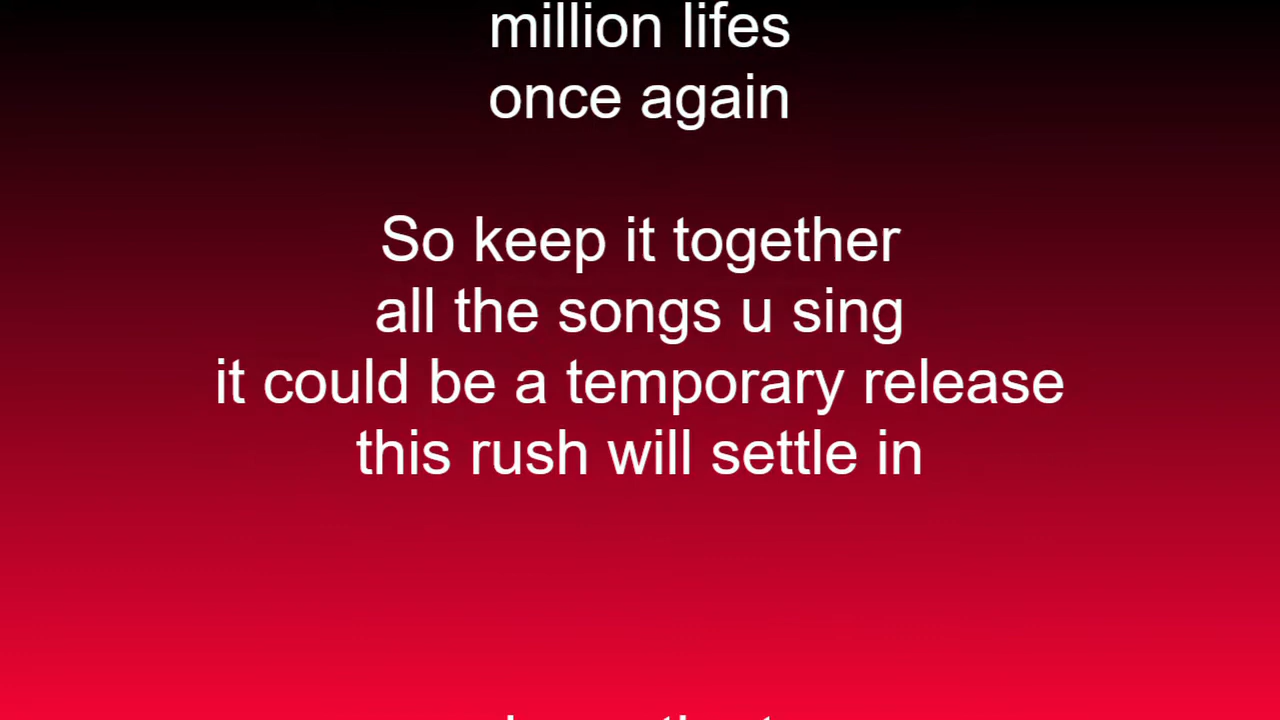 million lifes
once again
So keep it together
all the songs u sing
it could be a temporary release
this rush will settle in